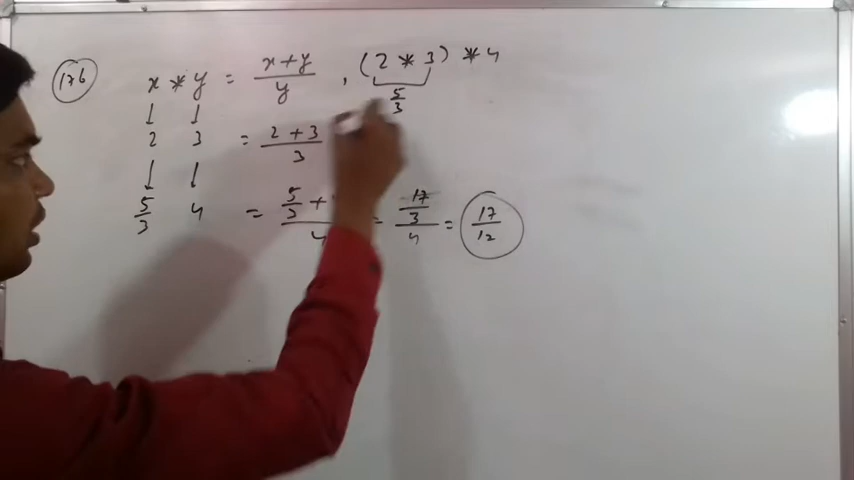 176 x * y = x+y/y , (2 * 3) * 4
5/3
2 3 = 2+3/3
5/3 4 = 5/3 + /4 = 17/3/4 = 17/12